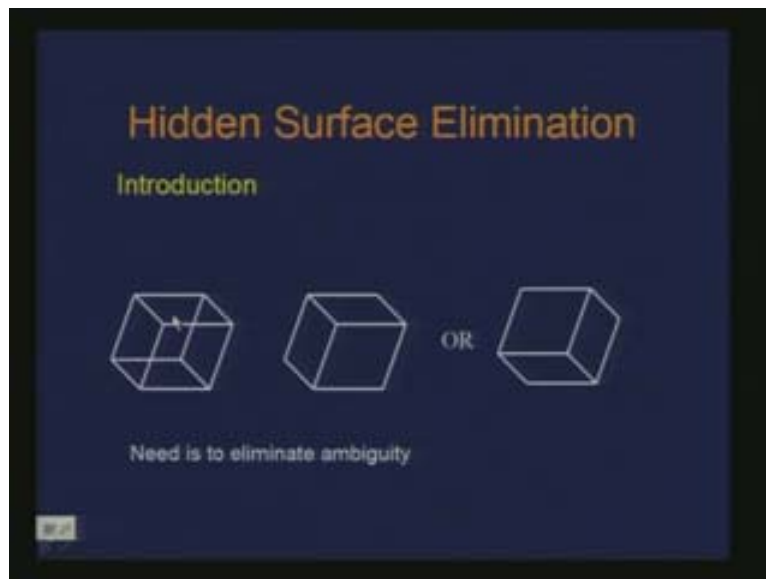 Hidden Surface Elimination
Introduction
OR
Need is to eliminate ambiguity